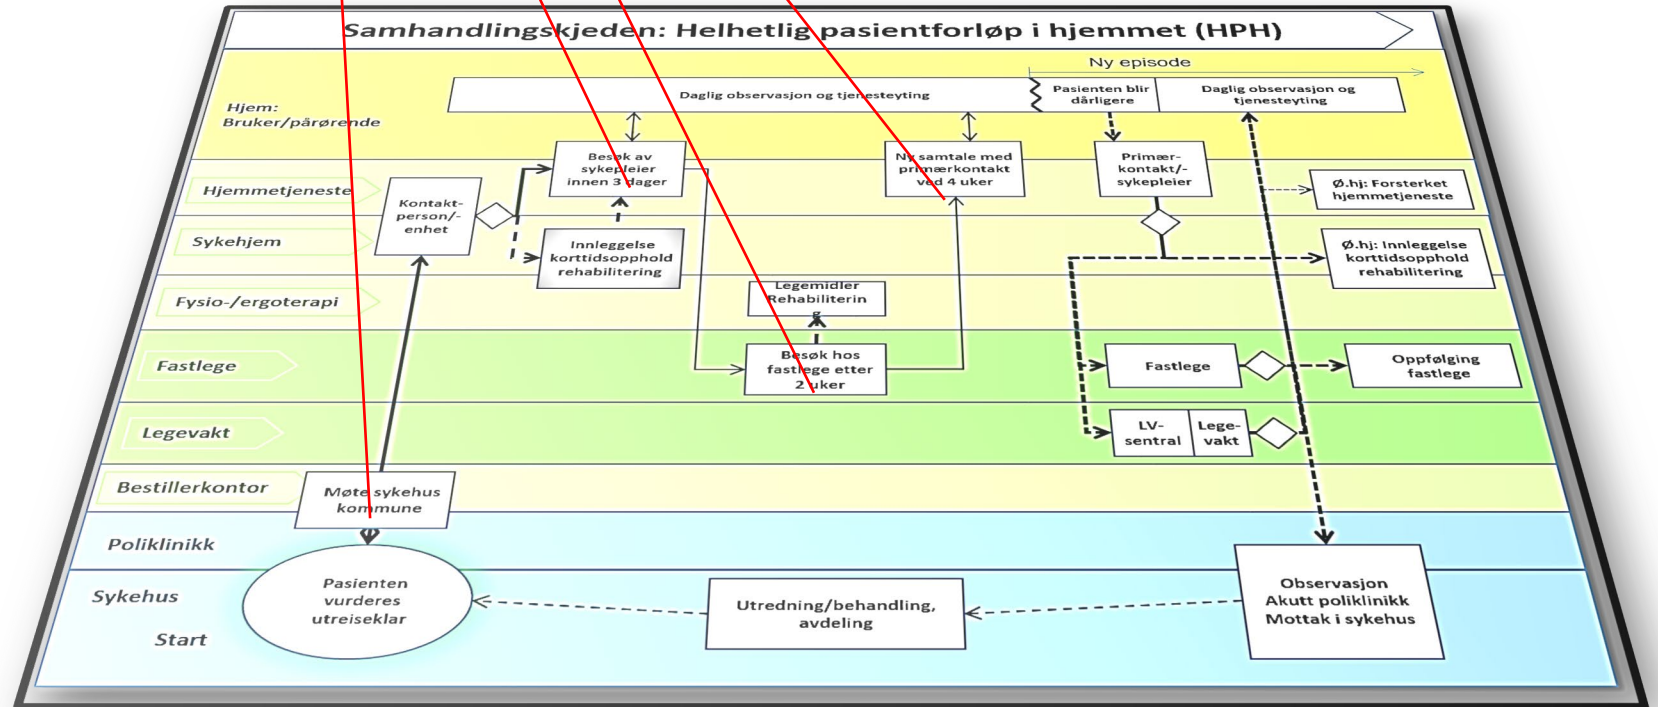 Samhandlingskjeden: Helhetlig pasientforløp i hjemmet (HPH)
Ny episode
Hjem:
Bruker/pårørende
Daglig observasjon og tjenesteyting
Pasienten blir
dårligere
Daglig observasjon og
tjenesteyting
Hjemmetjeneste
Besøk av
sykepleier
innen 3 dager
Ny samtale med
primærkontakt
ved 4 uker
Primær-
kontakt/-
sykepleier
Ø.hj: Forsterket
hjemmetjeneste
Kontakt-
person/-
enhet
Sykehjem
Innleggelse
korttidsopphold
rehabilitering
Ø.hj: Innleggelse
korttidsopphold
rehabilitering
Fysio-/ergoterapi
Legemidler
Rehabiliterin
g
Fastlege
Besøk hos
fastlege etter
2 uker
Fastlege
Oppfølging
fastlege
Legevakt
LV-
sentral
Lege-
vakt
Bestillerkontor
Møte sykehus
kommune
Poliklinikk
Sykehus
Start
Pasienten
vurderes
utreiseklar
Utredning/behandling,
avdeling
Observasjon
Akutt poliklinikk
Mottak i sykehus